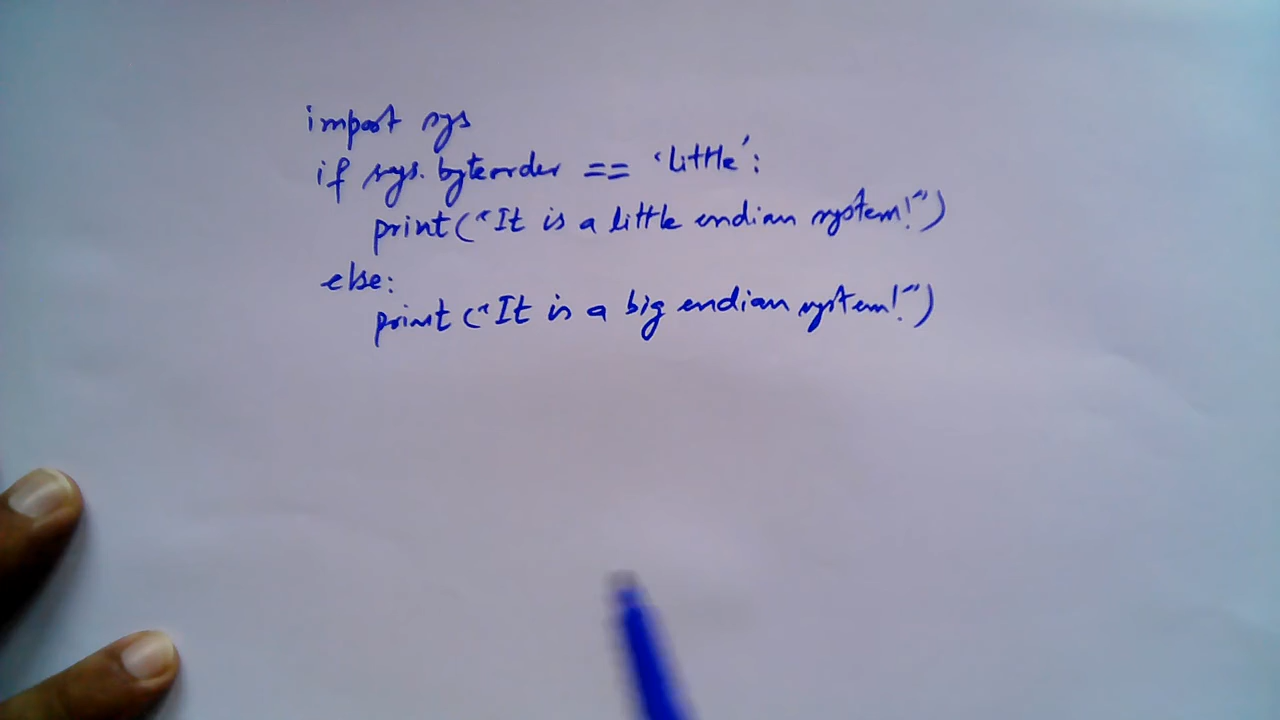 import sys
if sys.byteorder == 'little':
print("It is a little endian system!")
else:
print("It is a big endian system!")